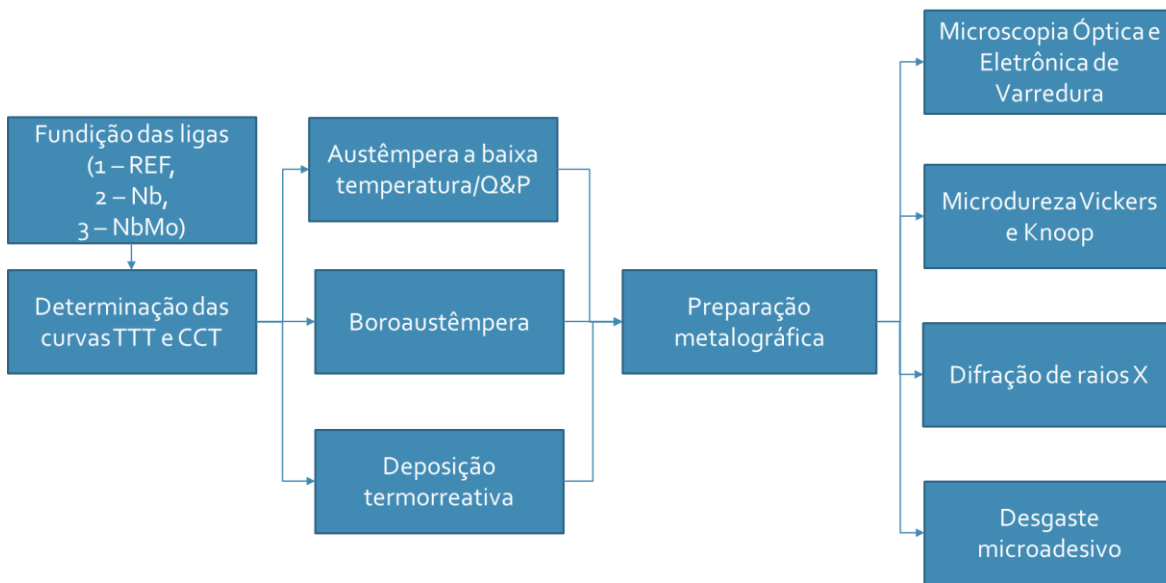 Fundição das ligas
(1 – REF,
2 – Nb,
3 – NbMo)
Determinação das
curvas TTT e CCT
Austêmpera a baixa
temperatura/Q&P
Boroaustêmpera
Deposição
termorreativa
Preparação
metalográfica
Microscopia Óptica e
Eletrônica de
Varredura
Microdureza Vickers
e Knoop
Difração de raios X
Desgaste
microadesivo